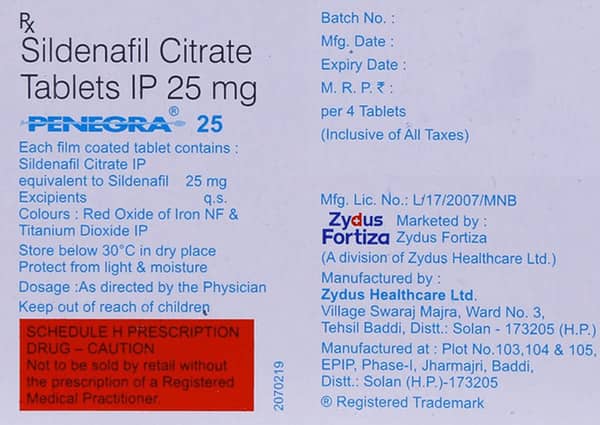 Rx
Sildenafil Citrate
Tablets IP 25 mg
PENEGRA® 25
Each film coated tablet contains :
Sildenafil Citrate IP
equivalent to Sildenafil 25 mg
Excipients q.s.
Colours : Red Oxide of Iron NF &
Titanium Dioxide IP
Store below 30°C in dry place
Protect from light & moisture
Dosage :As directed by the Physician
Keep out of reach of children
SCHEDULE H PRESCRIPTION
DRUG – CAUTION
Not to be sold by retail without
the prescription of a Registered
Medical Practitioner.
2070219
Batch No. :
Mfg. Date :
Expiry Date :
M. R. P. ₹ :
per 4 Tablets
(Inclusive of All Taxes)
Mfg. Lic. No.: L/17/2007/MNB
Zydus
Fortiza
Marketed by :
Zydus Fortiza
(A division of Zydus Healthcare Ltd.)
Manufactured by :
Zydus Healthcare Ltd.
Village Swaraj Majra, Ward No. 3,
Tehsil Baddi, Distt.: Solan - 173205 (H.P.)
Manufactured at : Plot No.103,104 & 105,
EPIP, Phase-I, Jharmajri, Baddi,
Distt.: Solan (H.P.)-173205
® Registered Trademark